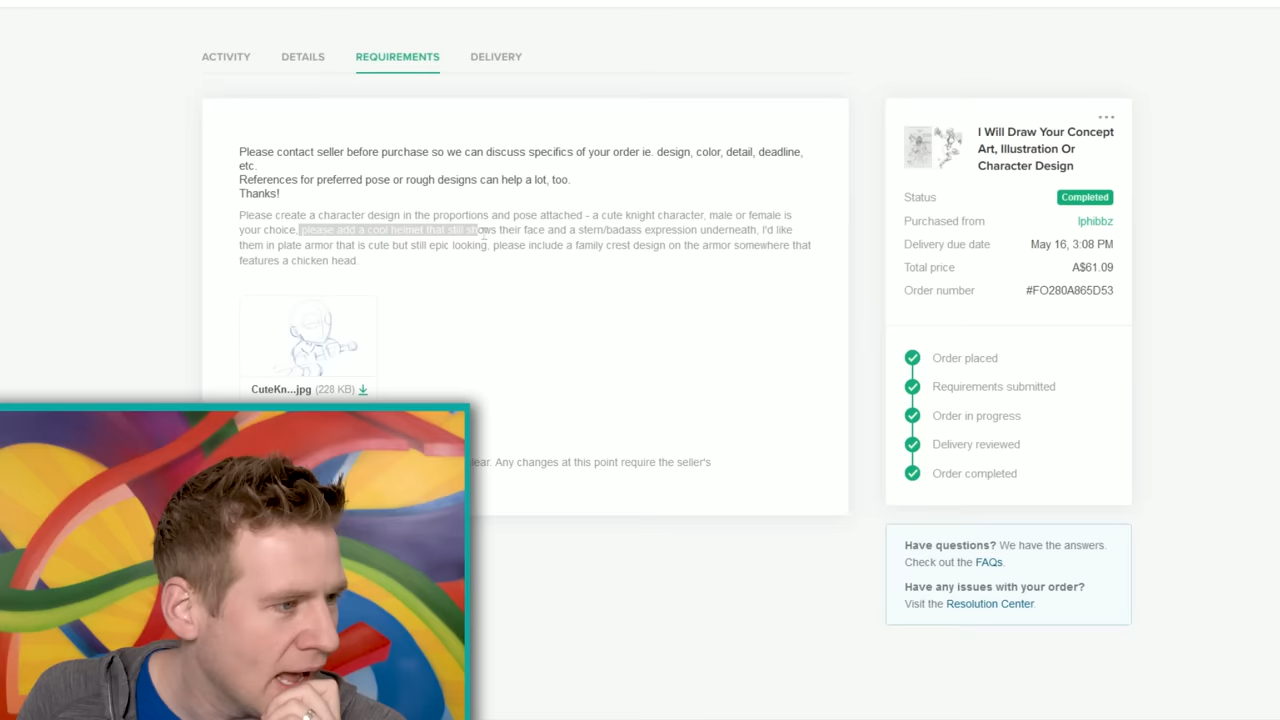 ACTIVITY DETAILS REQUIREMENTS DELIVERY
Please contact seller before purchase so we can discuss specifics of your order ie. design, color, detail, deadline,
etc.
References for preferred pose or rough designs can help a lot, too.
Thanks!
Please create a character design in the proportions and pose attached - a cute knight character, male or female is
your choice, please add a cool helmet that still shows their face and a stern/badass expression underneath, I'd like
them in plate armor that is cute but still epic looking, please include a family crest design on the armor somewhere that
features a chicken head
CuteKn...jpg (228 KB)
Any changes at this point require the seller's
I Will Draw Your Concept
Art, Illustration Or
Character Design
Status Completed
Purchased from lphibbz
Delivery due date May 16, 3:08 PM
Total price A$61.09
Order number #FO280A865D53
Order placed
Requirements submitted
Order in progress
Delivery reviewed
Order completed
Have questions? We have the answers.
Check out the FAQs.
Have any issues with your order?
Visit the Resolution Center.